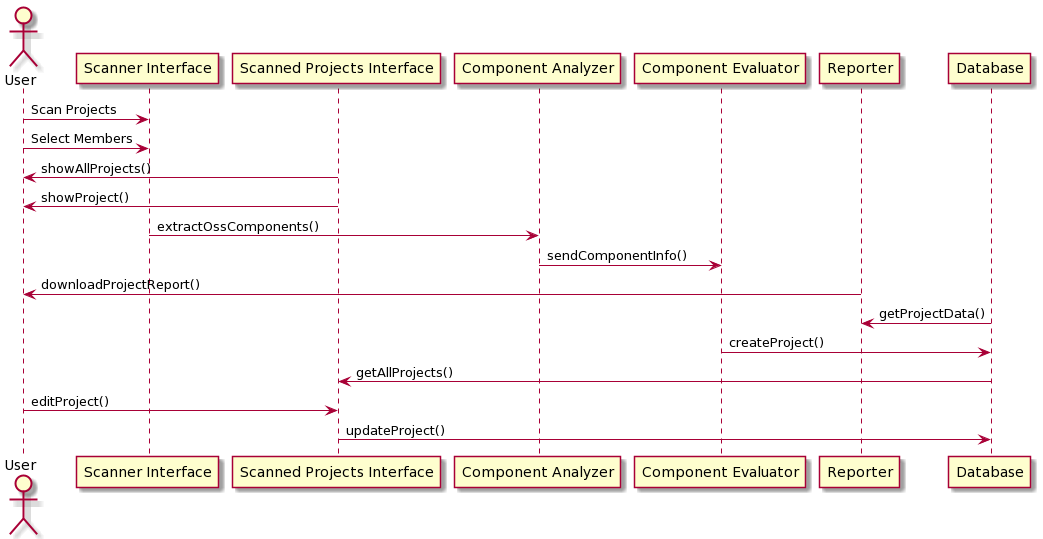 User
Scanner Interface
Scanned Projects Interface
Component Analyzer
Component Evaluator
Reporter
Database
Scan Projects
Select Members
showAllProjects()
showProject()
extractOssComponents()
sendComponentInfo()
downloadProjectReport()
getProjectData()
createProject()
getAllProjects()
editProject()
updateProject()
User
Scanner Interface
Scanned Projects Interface
Component Analyzer
Component Evaluator
Reporter
Database